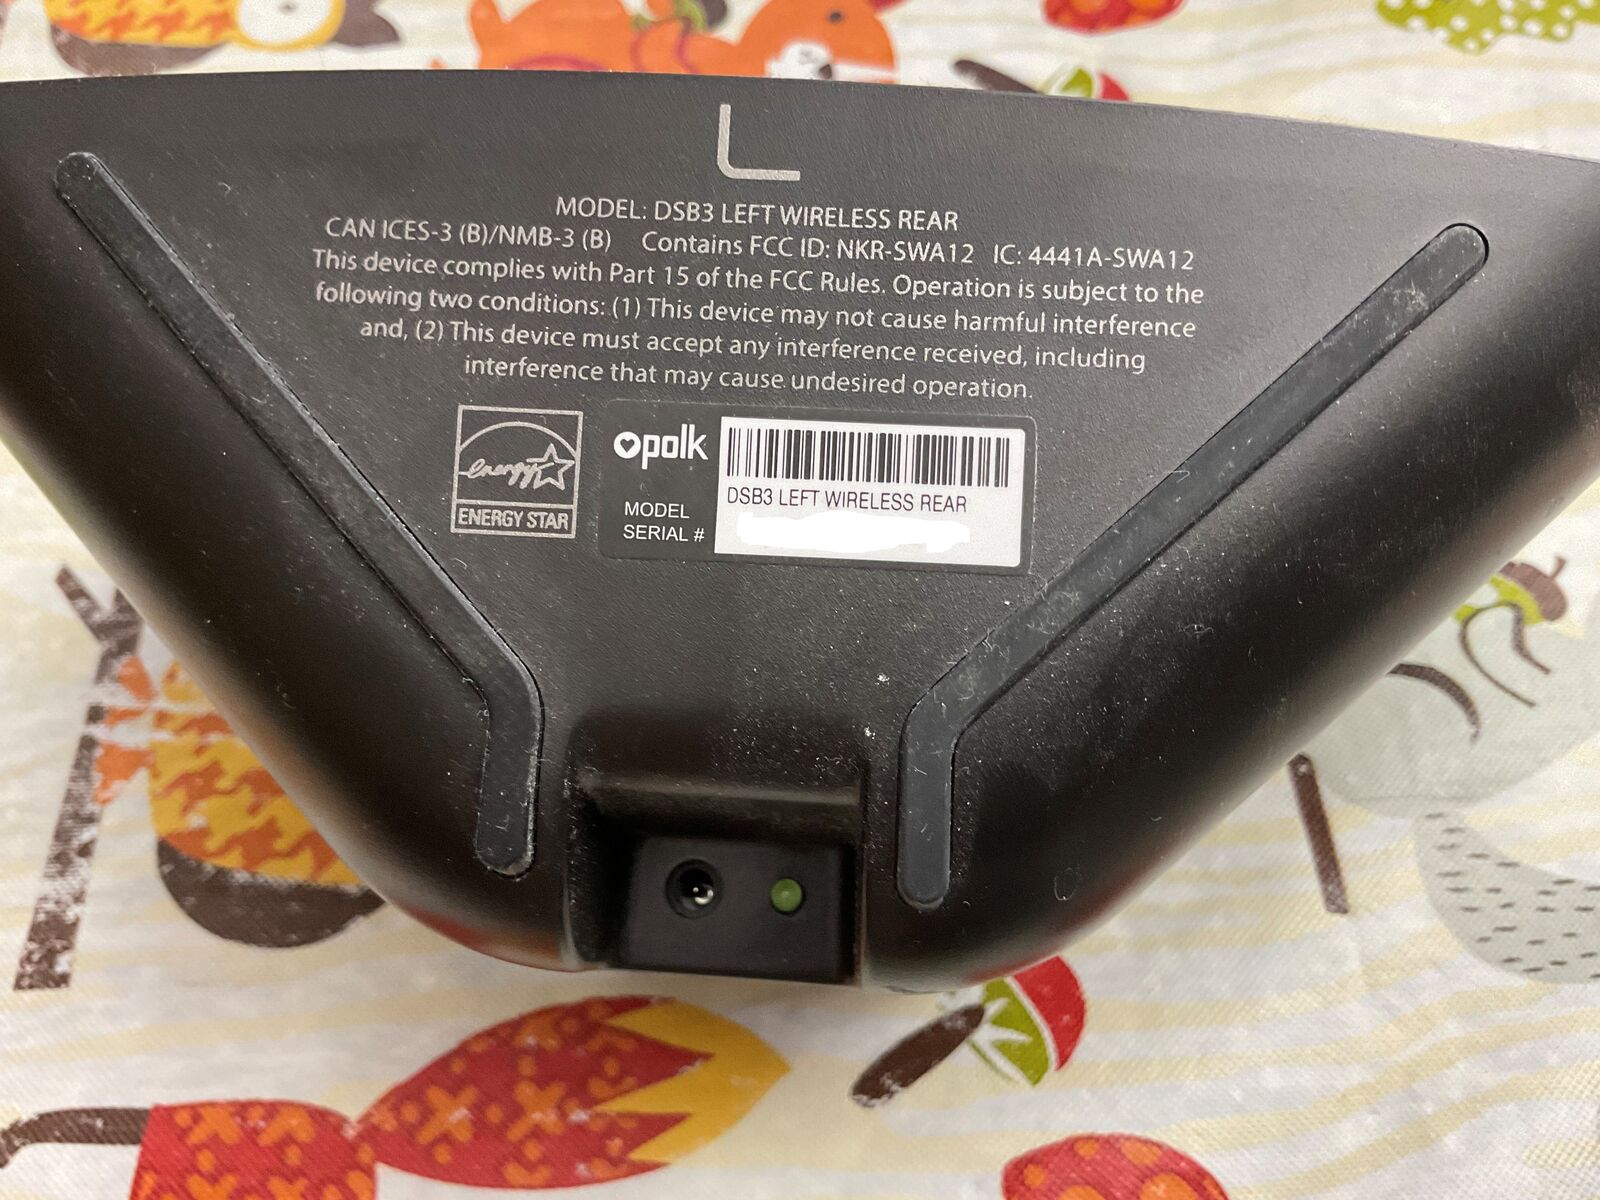 L
MODEL: DSB3 LEFT WIRELESS REAR
CAN ICES-3 (B)/NMB-3 (B) Contains FCC ID: NKR-SWA12 IC: 4441A-SWA12
This device complies with Part 15 of the FCC Rules. Operation is subject to the
following two conditions: (1) This device may not cause harmful interference
and, (2) This device must accept any interference received, including
interference that may cause undesired operation.
energy
ENERGY STAR
polk
MODEL
DSB3 LEFT WIRELESS REAR
SERIAL #